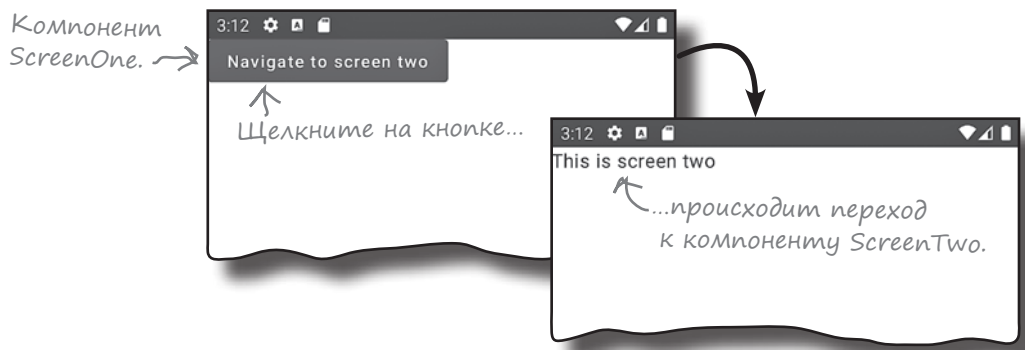 Компонент
ScreenOne.
3:12
Navigate to screen two
Щелкните на кнопке...
3:12
This is screen two
...происходит переход
к компоненту ScreenTwo.